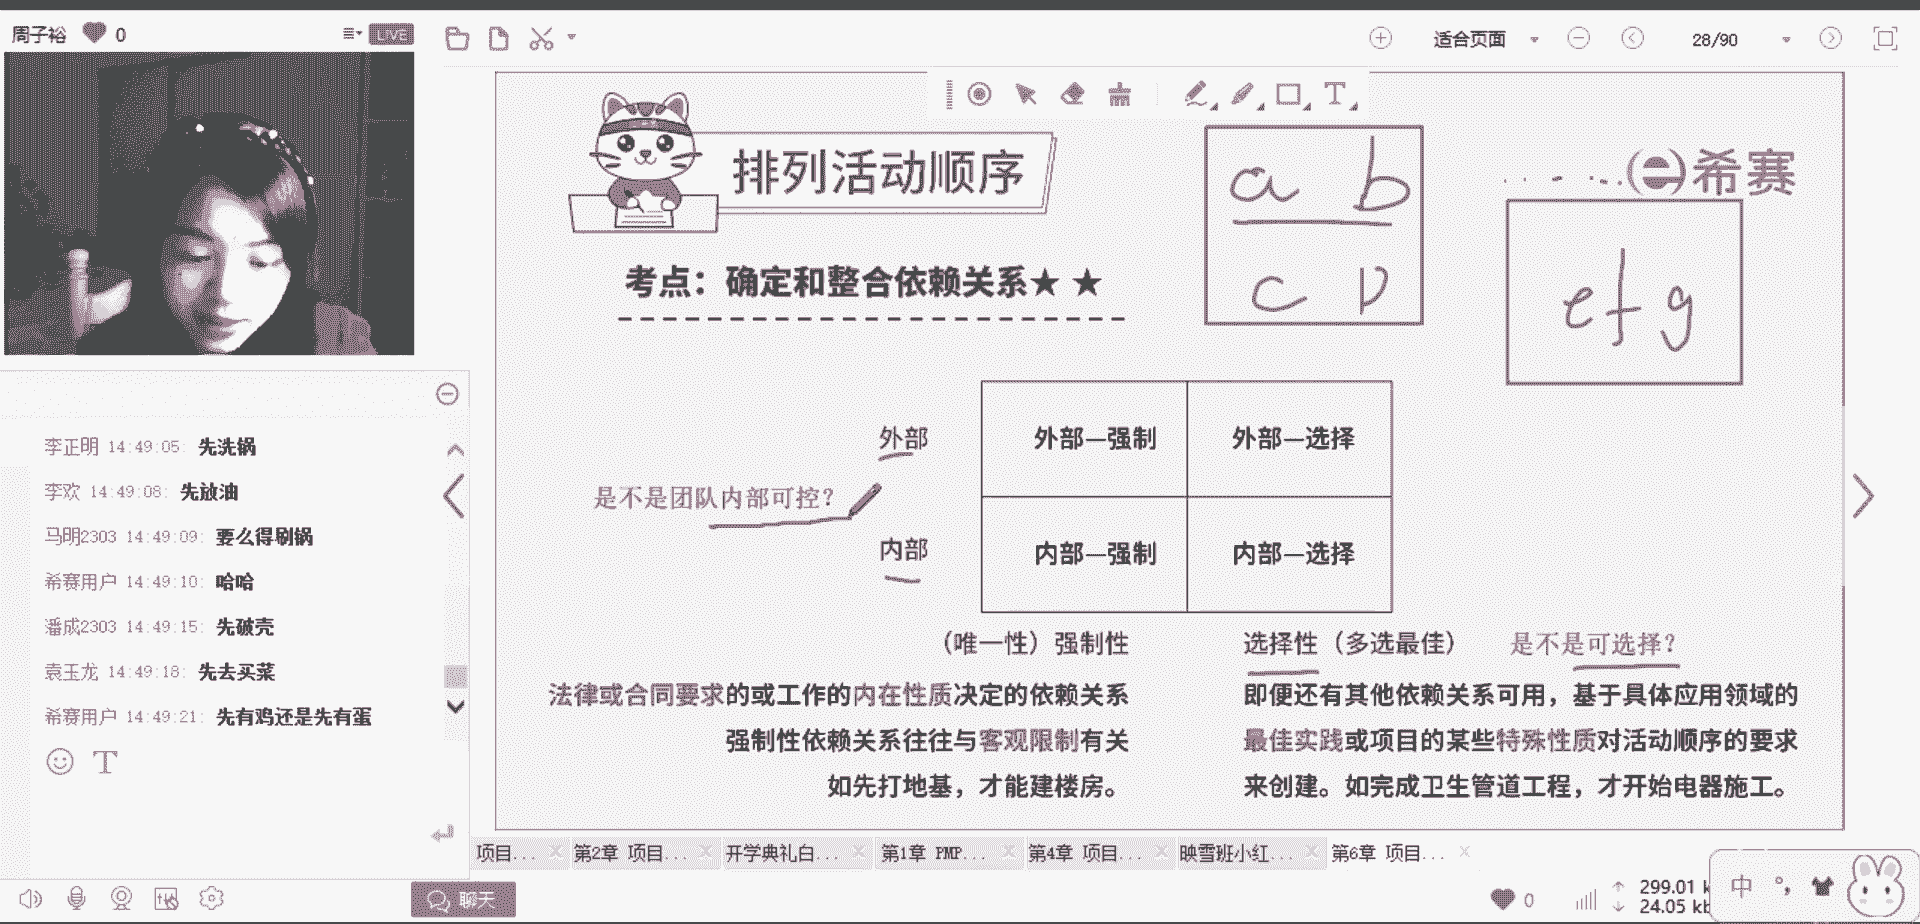 周子裕 0 LIVE
适合页面 28/90
排列活动顺序
a b
c D
希赛
e f g
考点：确定和整合依赖关系★ ★
外部 外部—强制 外部—选择
是不是团队内部可控？
内部 内部—强制 内部—选择
（唯一性）强制性
法律或合同要求的或工作的内在性质决定的依赖关系
强制性依赖关系往往与客观限制有关
如先打地基，才能建楼房。
选择性（多选最佳） 是不是可选择？
即便还有其他依赖关系可用，基于具体应用领域的
最佳实践或项目的某些特殊性质对活动顺序的要求
来创建。如完成卫生管道工程，才开始电器施工。
李正明 14:49:05: 先洗锅
李欢 14:49:08: 先放油
马明2303 14:49:09: 要么得刷锅
希赛用户 14:49:10: 哈哈
潘成2303 14:49:15: 先破壳
袁玉龙 14:49:18: 先去买菜
希赛用户 14:49:21: 先有鸡还是先有蛋
项目... 第2章 项目... 开学典礼白... 第1章 PMP... 第4章 项目... 映雪班小红... 第6章 项目...
聊天
0
299.01 k
24.05 kb
中